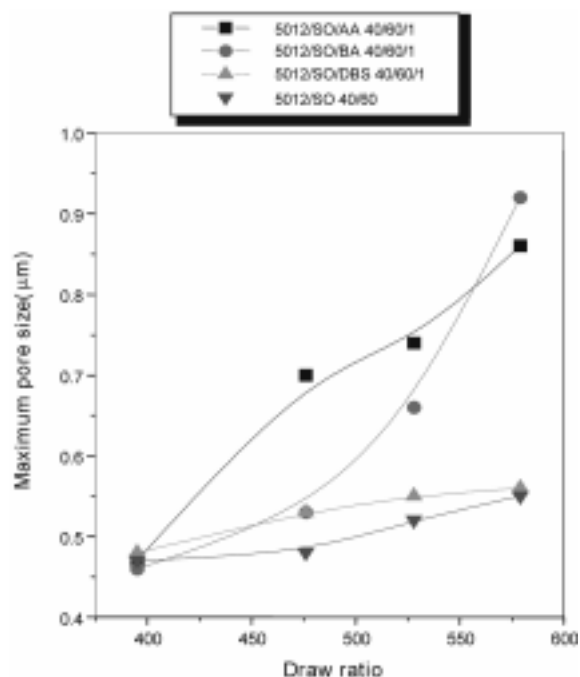 5012/SO/AA 40/60/1
5012/SO/BA 40/60/1
5012/SO/DBS 40/60/1
5012/SO 40/60
1.0
0.9
0.8
0.7
0.6
0.5
0.4
Maximum pore size(μm)
400
450
500
550
600
Draw ratio